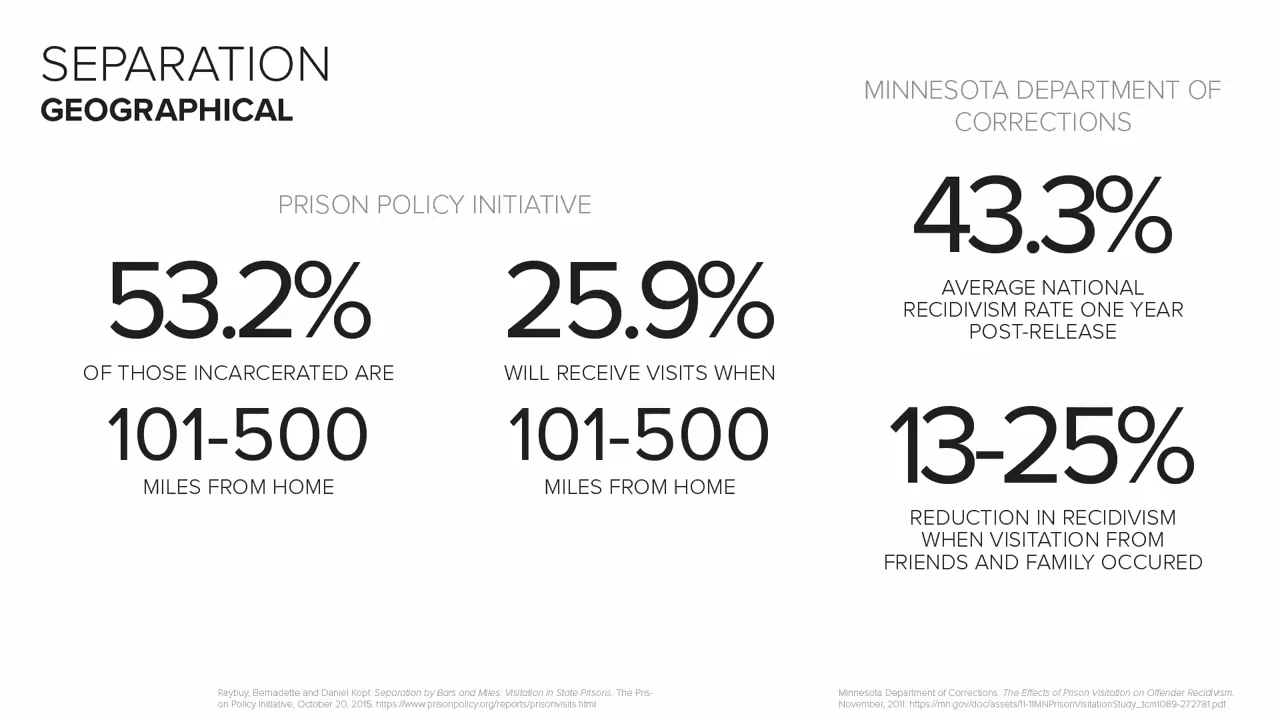 SEPARATION
GEOGRAPHICAL
PRISON POLICY INITIATIVE
53.2%
OF THOSE INCARCERATED ARE
101-500
MILES FROM HOME
25.9%
WILL RECEIVE VISITS WHEN
101-500
MILES FROM HOME
MINNESOTA DEPARTMENT OF
CORRECTIONS
43.3%
AVERAGE NATIONAL
RECIDIVISM RATE ONE YEAR
POST-RELEASE
13-25%
REDUCTION IN RECIDIVISM
WHEN VISITATION FROM
FRIENDS AND FAMILY OCCURED
Raybuy, Bernadette and Daniel Kopf. Separation by Bars and Miles: Visitation in State Prisons. The Pris-
on Policy Initiative, October 20. 2015. https://www.prisonpolicy.org/reports/prisonvisits.html
Minnesota Department of Corrections. The Effects of Prison Visitation on Offender Recidivism.
November, 2011. https://mn.gov/doc/assets/11-11MNPrisonVisitationStudy_tcm1089-272781.pdf